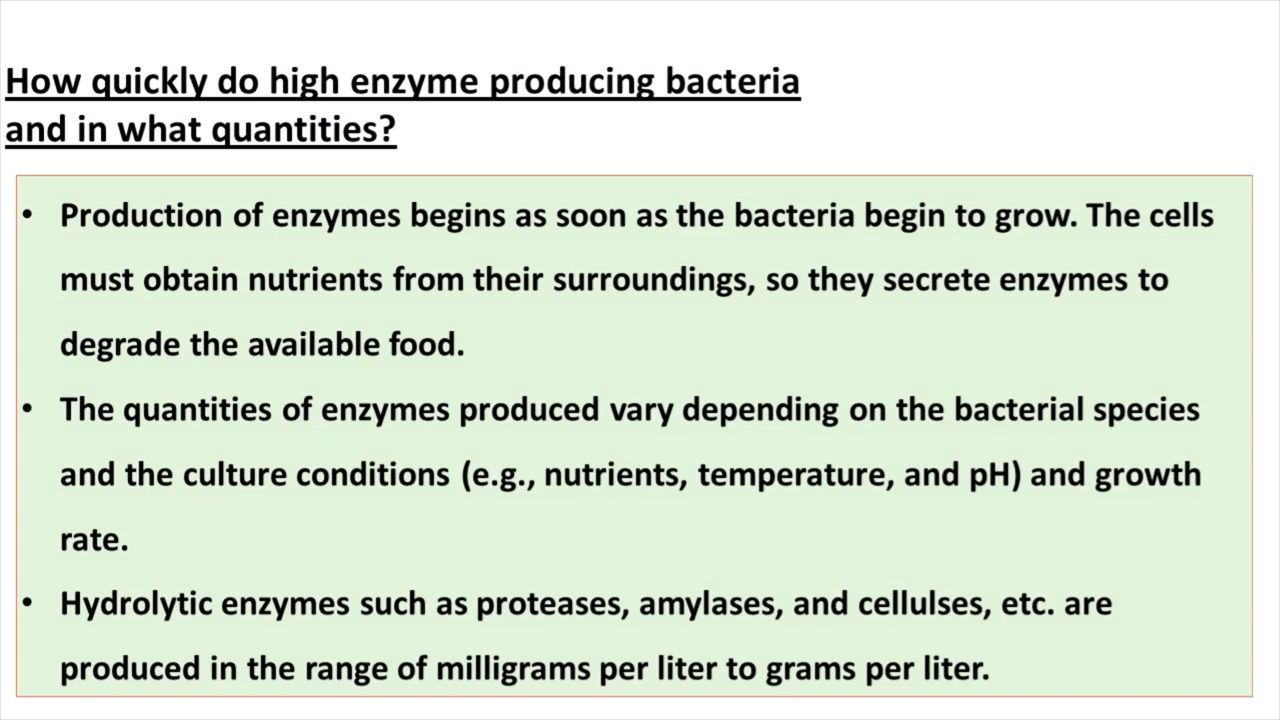 How quickly do high enzyme producing bacteria
and in what quantities?
• Production of enzymes begins as soon as the bacteria begin to grow. The cells
must obtain nutrients from their surroundings, so they secrete enzymes to
degrade the available food.
• The quantities of enzymes produced vary depending on the bacterial species
and the culture conditions (e.g., nutrients, temperature, and pH) and growth
rate.
• Hydrolytic enzymes such as proteases, amylases, and cellulses, etc. are
produced in the range of milligrams per liter to grams per liter.